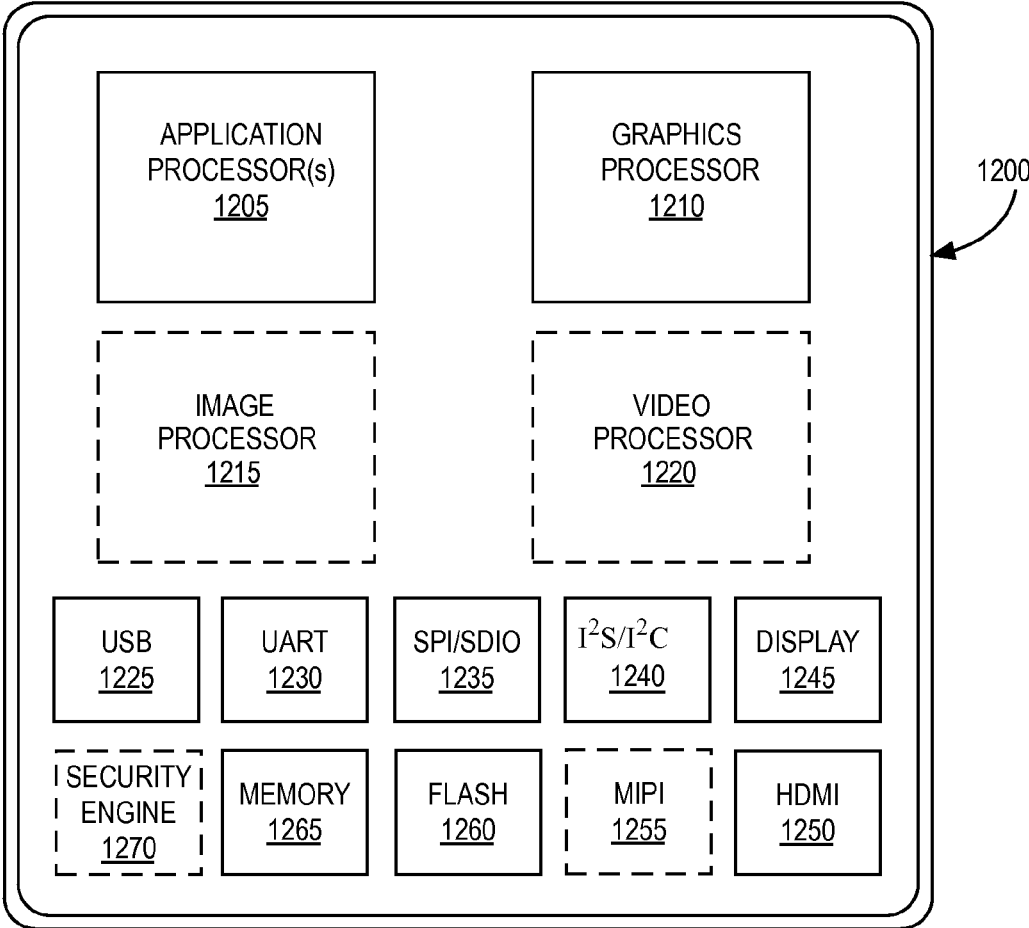 APPLICATION
PROCESSOR(s)
1205
GRAPHICS
PROCESSOR
1210
1200
IMAGE
PROCESSOR
1215
VIDEO
PROCESSOR
1220
USB
1225
UART
1230
SPI/SDIO
1235
I²S/I²C
1240
DISPLAY
1245
SECURITY
ENGINE
1270
MEMORY
1265
FLASH
1260
MIPI
1255
HDMI
1250